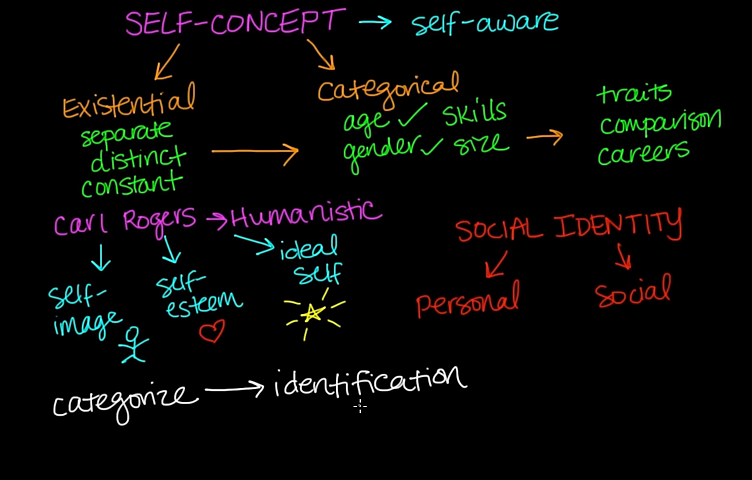 SELF-CONCEPT → self-aware
Existential
separate
distinct
constant
Categorical
age ✓ skills
gender ✓ size
traits
comparison
careers
Carl Rogers → Humanistic
self-
image
self-
esteem
ideal
self
SOCIAL IDENTITY
personal
social
categorize → identification